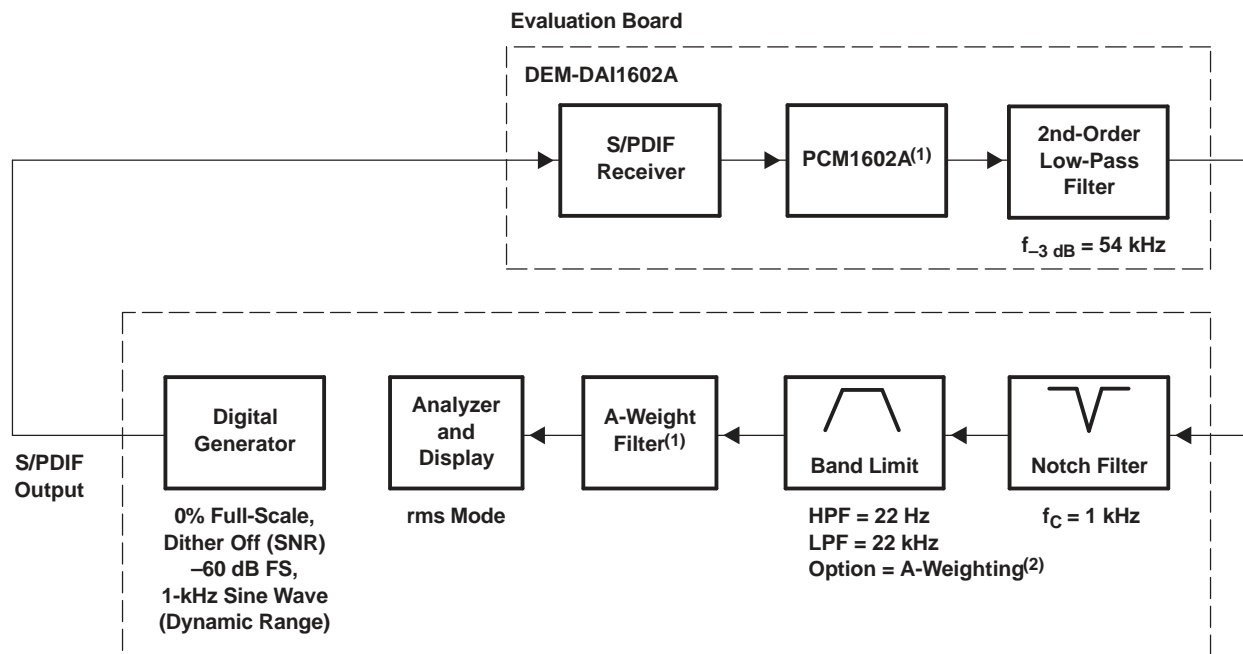 Evaluation Board
DEM-DAI1602A
S/PDIF
Receiver
PCM1602A(1)
2nd-Order
Low-Pass
Filter
f–3 dB = 54 kHz
S/PDIF
Output
Digital
Generator
0% Full-Scale,
Dither Off (SNR)
–60 dB FS,
1-kHz Sine Wave
(Dynamic Range)
Analyzer
and
Display
rms Mode
A-Weight
Filter(1)
Band Limit
HPF = 22 Hz
LPF = 22 kHz
Option = A-Weighting(2)
Notch Filter
fC = 1 kHz